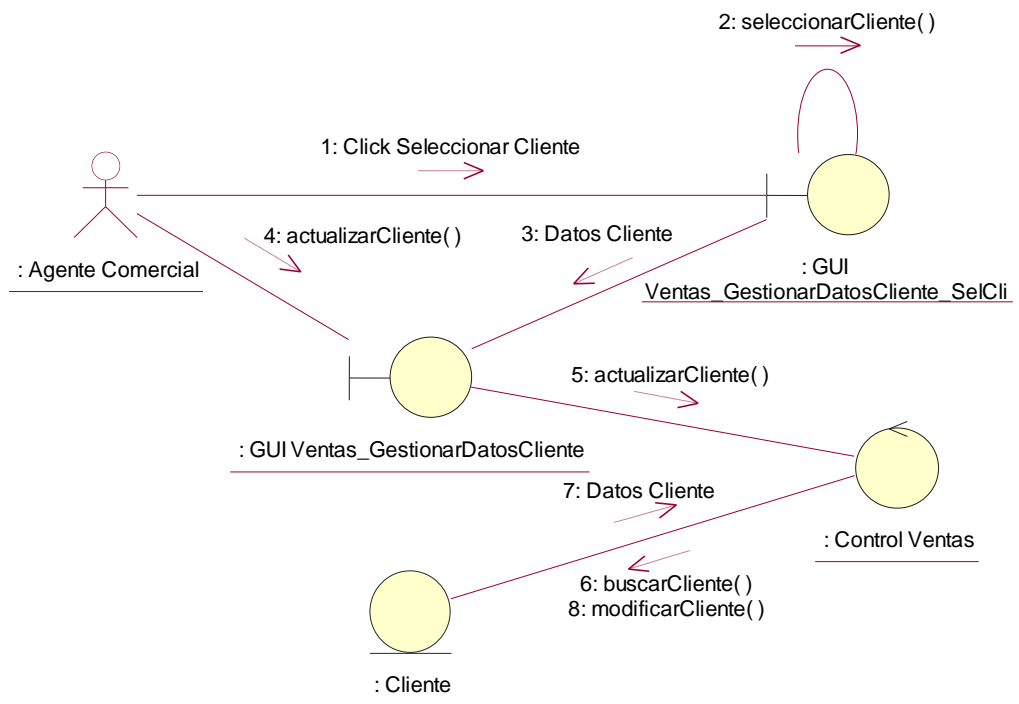 2: seleccionarCliente( )
1: Click Seleccionar Cliente
4: actualizarCliente( )
3: Datos Cliente
: Agente Comercial
: GUI
Ventas_GestionarDatosCliente_SelCli
5: actualizarCliente( )
: GUI Ventas_GestionarDatosCliente
7: Datos Cliente
: Control Ventas
6: buscarCliente( )
8: modificarCliente( )
: Cliente